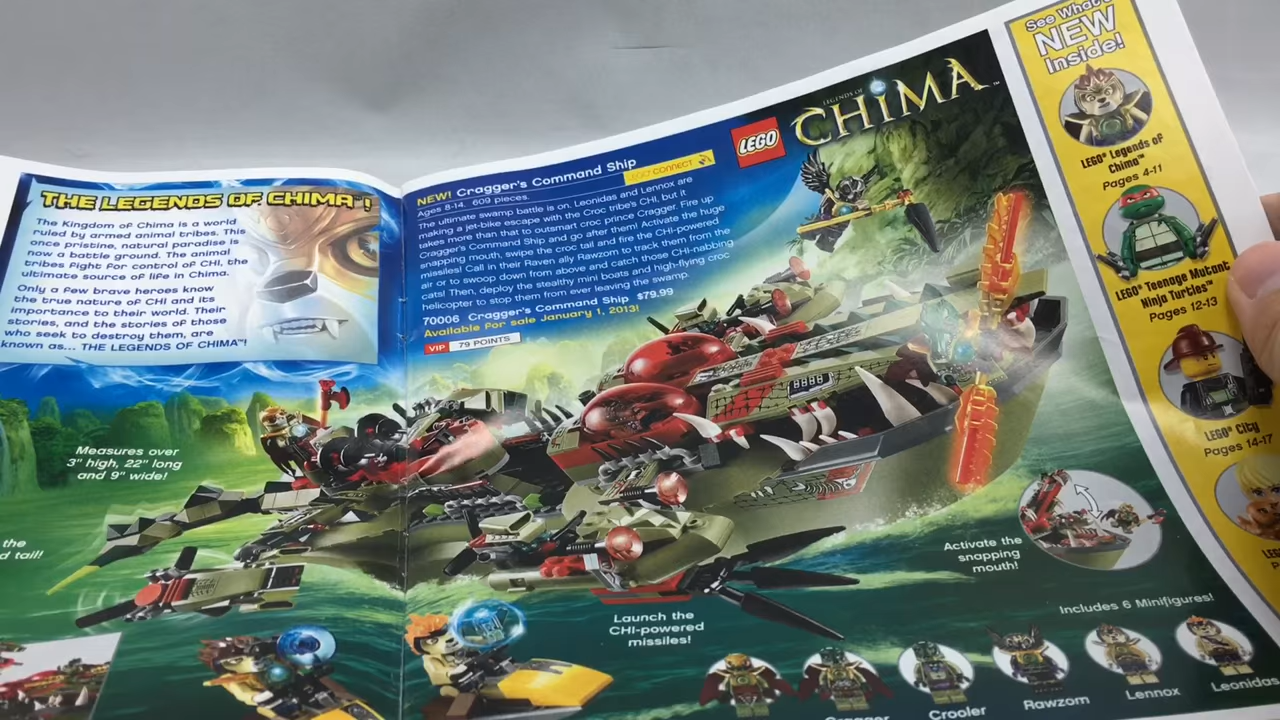 THE LEGENDS OF CHIMA™!
The Kingdom of Chima is a world
ruled by armed animal tribes. This
once pristine, natural paradise is
now a battle ground. The animal
tribes fight for control of CHI, the
ultimate source of life in Chima.
Only a few brave heroes know
the true nature of CHI and its
importance to their world. Their
stories, and the stories of those
who seek to destroy them, are
known as... THE LEGENDS OF CHIMA™!
Measures over
3" high, 22" long
and 9" wide!
the
d tail!
NEW! Cragger's Command Ship
LEGO CONNECT
Ages 8-14. 609 pieces.
The ultimate swamp battle is on. Leonidas and Lennox are
making a jet-bike escape with the Croc tribe's CHI, but it
takes more than that to outsmart croc prince Cragger. Fire up
Cragger's Command Ship and go after them! Activate the huge
snapping mouth, swipe the croc tail and fire the CHI-powered
missiles! Call in their Raven ally Rawzom to track them from the
air or to swoop down from above and catch those CHI-nabbing
cats! Then, deploy the stealthy mini boats and high-flying croc
helicopter to stop them from ever leaving the swamp.
70006 Cragger's Command Ship $79.99
Available for sale January 1, 2013!
VIP 79 POINTS
LEGO
LEGENDS OF
CHIMA™
Launch the
CHI-powered
missiles!
Activate the
snapping
mouth!
Includes 6 Minifigures!
Cragger
Crooler
Rawzom
Lennox
Leonidas
See What's
NEW
Inside!
LEGO® Legends of
Chima™
Pages 4-11
LEGO® Teenage Mutant
Ninja Turtles™
Pages 12-13
LEGO® City
Pages 14-17